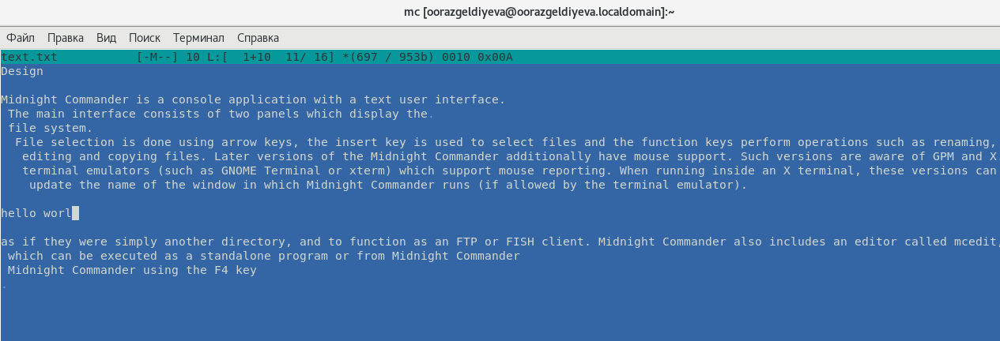 mc [oorazgeldiyeva@oorazgeldiyeva.localdomain]:~
Файл Правка Вид Поиск Терминал Справка
text.txt [-M--] 10 L:[ 1+10 11/ 16] *(697 / 953b) 0010 0x00A
Design
Midnight Commander is a console application with a text user interface.
The main interface consists of two panels which display the.
file system.
File selection is done using arrow keys, the insert key is used to select files and the function keys perform operations such as renaming,
editing and copying files. Later versions of the Midnight Commander additionally have mouse support. Such versions are aware of GPM and X.
terminal emulators (such as GNOME Terminal or xterm) which support mouse reporting. When running inside an X terminal, these versions can
update the name of the window in which Midnight Commander runs (if allowed by the terminal emulator).
hello worl
as if they were simply another directory, and to function as an FTP or FISH client. Midnight Commander also includes an editor called mcedit,
which can be executed as a standalone program or from Midnight Commander
Midnight Commander using the F4 key
.